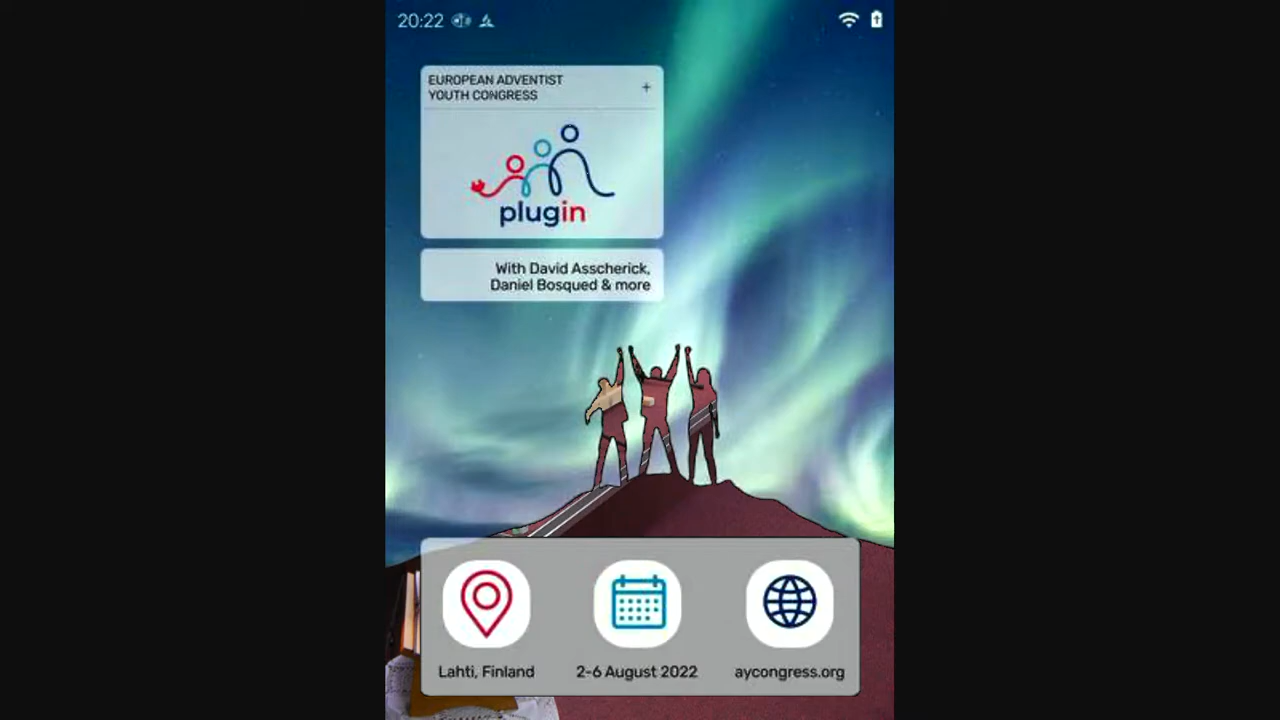 20:22
EUROPEAN ADVENTIST
YOUTH CONGRESS
+
plugin
With David Asscherick,
Daniel Bosqued & more
Lahti, Finland
2-6 August 2022
aycongress.org